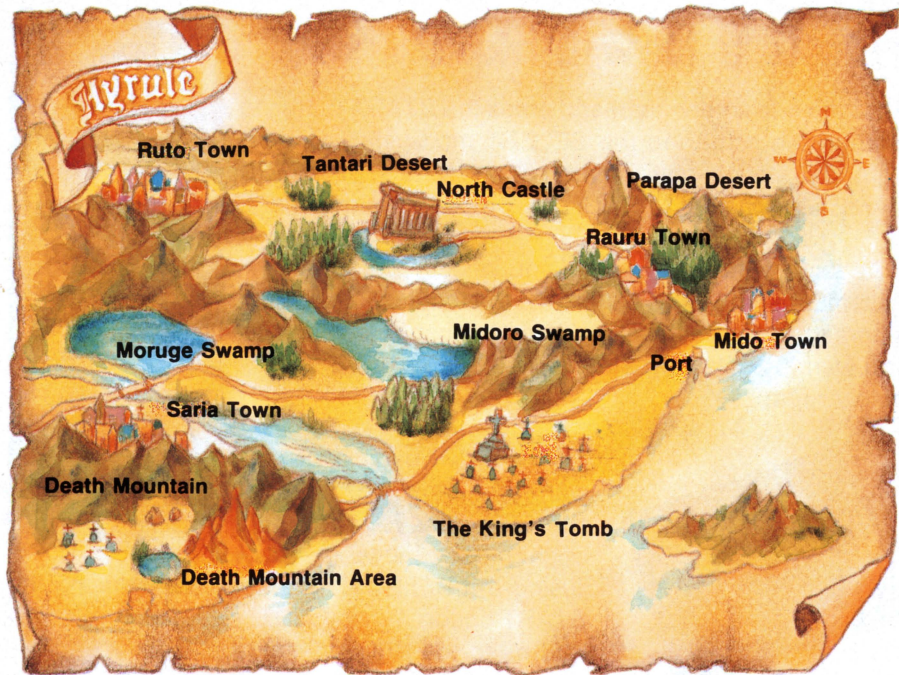 Hyrule
Ruto Town
Tantari Desert
North Castle
Parapa Desert
N
W E
S
Rauru Town
Midoro Swamp
Mido Town
Moruge Swamp
Port
Saria Town
Death Mountain
The King's Tomb
Death Mountain Area